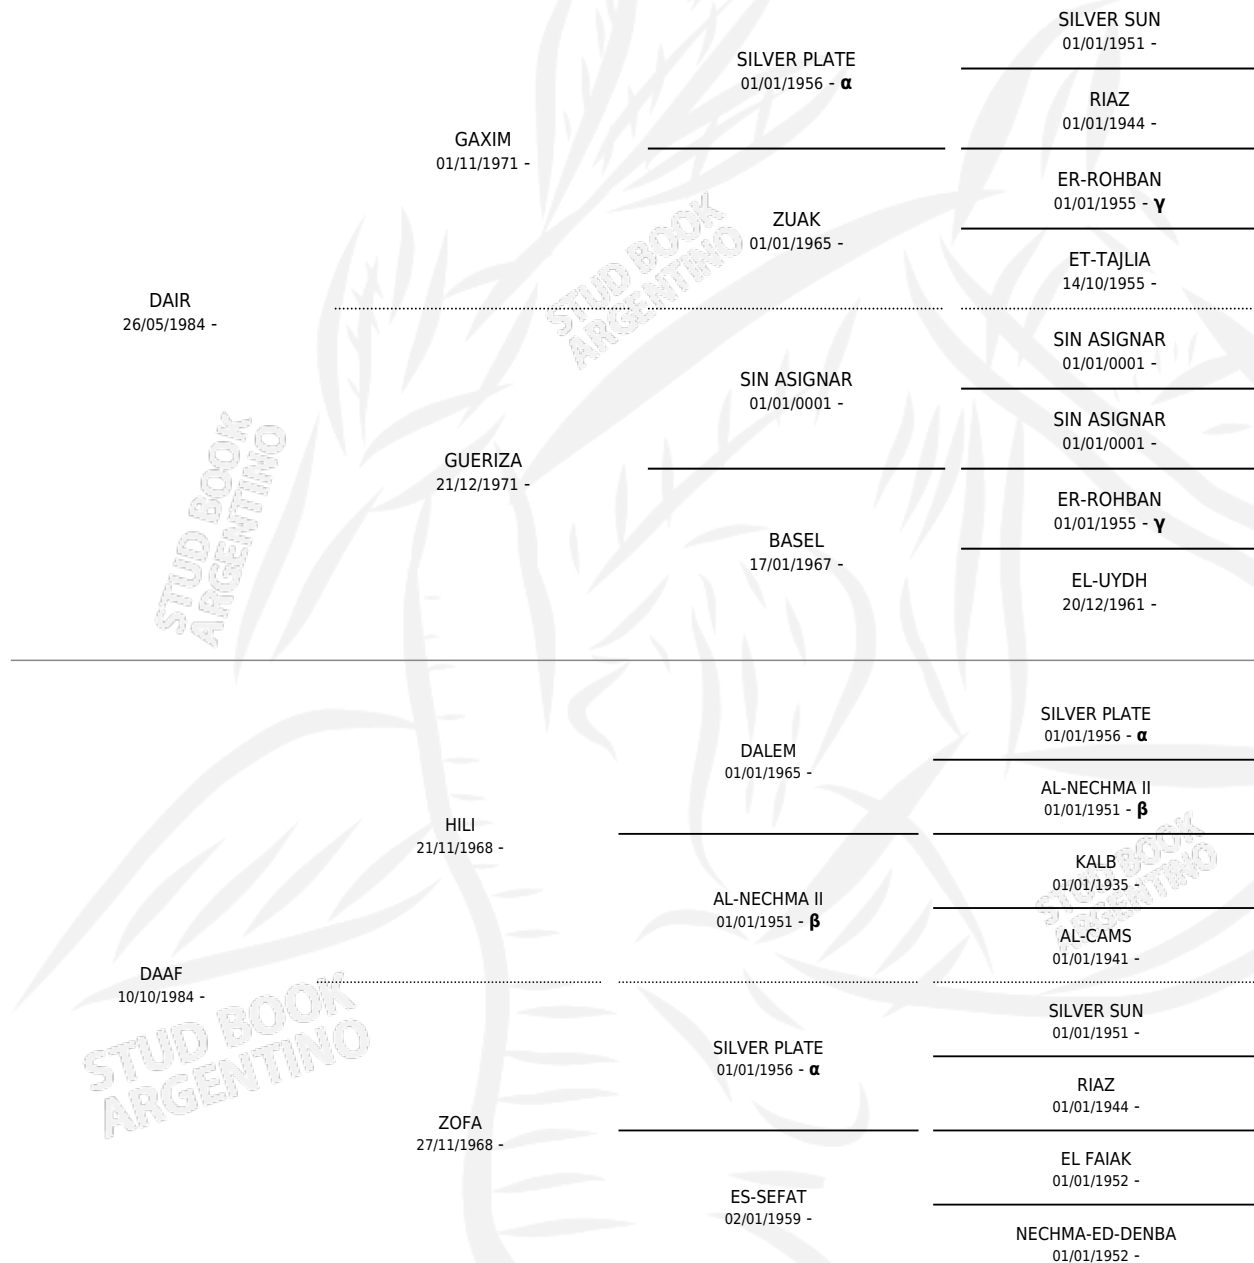 SILVER SUN
01/01/1951 -
SILVER PLATE
01/01/1956 - α
RIAZ
01/01/1944 -
GAXIM
01/11/1971 -
ER-ROHBAN
01/01/1955 - γ
ZUAK
01/01/1965 -
ET-TAJLIA
14/10/1955 -
STUD BOOK
ARGENTINO
DAIR
26/05/1984 -
SIN ASIGNAR
01/01/0001 -
SIN ASIGNAR
01/01/0001 -
SIN ASIGNAR
01/01/0001 -
GUERIZA
21/12/1971 -
ER-ROHBAN
01/01/1955 - γ
BASEL
17/01/1967 -
EL-UYDH
20/12/1961 -
STUD BOOK
ARGENTINO
SILVER PLATE
01/01/1956 - α
DALEM
01/01/1965 -
AL-NECHMA II
01/01/1951 - β
HILI
21/11/1968 -
KALB
01/01/1935 -
AL-NECHMA II
01/01/1951 - β
AL-CAMS
01/01/1941 -
STUD BOOK
ARGENTINO
DAAF
10/10/1984 -
STUD BOOK
ARGENTINO
SILVER SUN
01/01/1951 -
SILVER PLATE
01/01/1956 - α
RIAZ
01/01/1944 -
ZOFA
27/11/1968 -
EL FAIAK
01/01/1952 -
ES-SEFAT
02/01/1959 -
NECHMA-ED-DENBA
01/01/1952 -